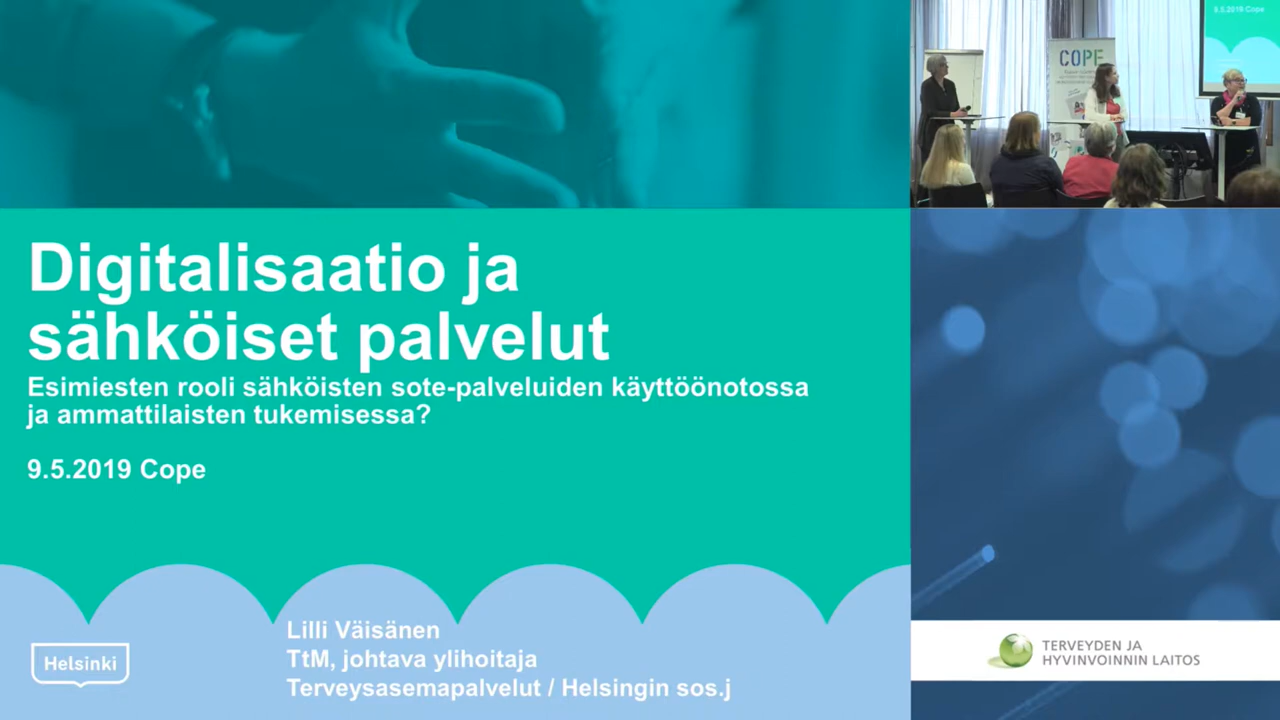 Digitalisaatio ja
sähköiset palvelut
Esimiesten rooli sähköisten sote-palveluiden käyttöönotossa
ja ammattilaisten tukemisessa?
9.5.2019 Cope
Lilli Väisänen
TtM, johtava ylihoitaja
Terveysasemapalvelut / Helsingin sos.j
Helsinki
9.5.2019 Cope
COPE
TERVEYDEN JA
HYVINVOINNIN LAITOS